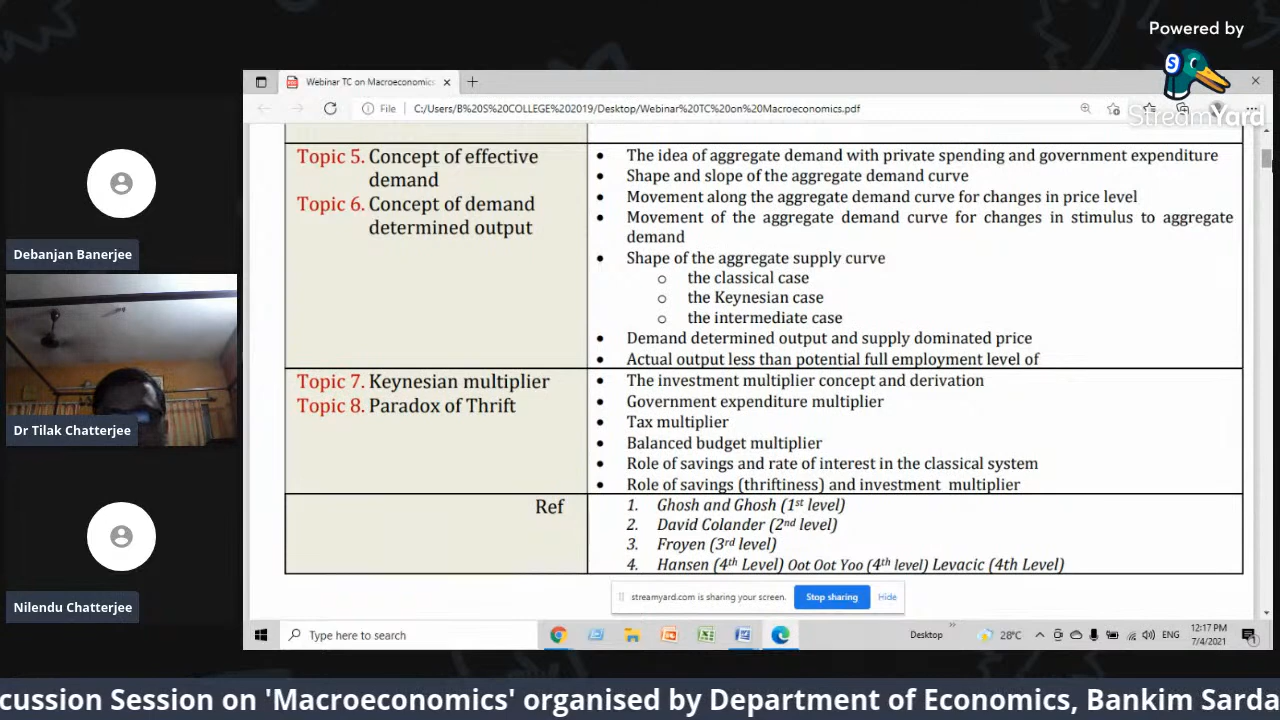 Powered by
StreamYard
Webinar TC on Macroeconomics.
File
C:/Users/B%20S%20COLLEGE%202019/Desktop/Webinar%20TC%20on%20Macroeconomics.pdf
Topic 5. Concept of effective
demand
Topic 6. Concept of demand
determined output
• The idea of aggregate demand with private spending and government expenditure
• Shape and slope of the aggregate demand curve
• Movement along the aggregate demand curve for changes in price level
• Movement of the aggregate demand curve for changes in stimulus to aggregate
demand
• Shape of the aggregate supply curve
o the classical case
o the Keynesian case
o the intermediate case
• Demand determined output and supply dominated price
• Actual output less than potential full employment level of
Topic 7. Keynesian multiplier
Topic 8. Paradox of Thrift
• The investment multiplier concept and derivation
• Government expenditure multiplier
• Tax multiplier
• Balanced budget multiplier
• Role of savings and rate of interest in the classical system
• Role of savings (thriftiness) and investment multiplier
Ref
1. Ghosh and Ghosh (1st level)
2. David Colander (2nd level)
3. Froyen (3rd level)
4. Hansen (4th Level) Oot Oot Yoo (4th level) Levacic (4th Level)
Debanjan Banerjee
Dr Tilak Chatterjee
Nilendu Chatterjee
streamyard.com is sharing your screen.
Stop sharing
Hide
Type here to search
Desktop
28°C
ENG
12:17 PM
7/4/2021
cussion Session on 'Macroeconomics' organised by Department of Economics, Bankim Sarda